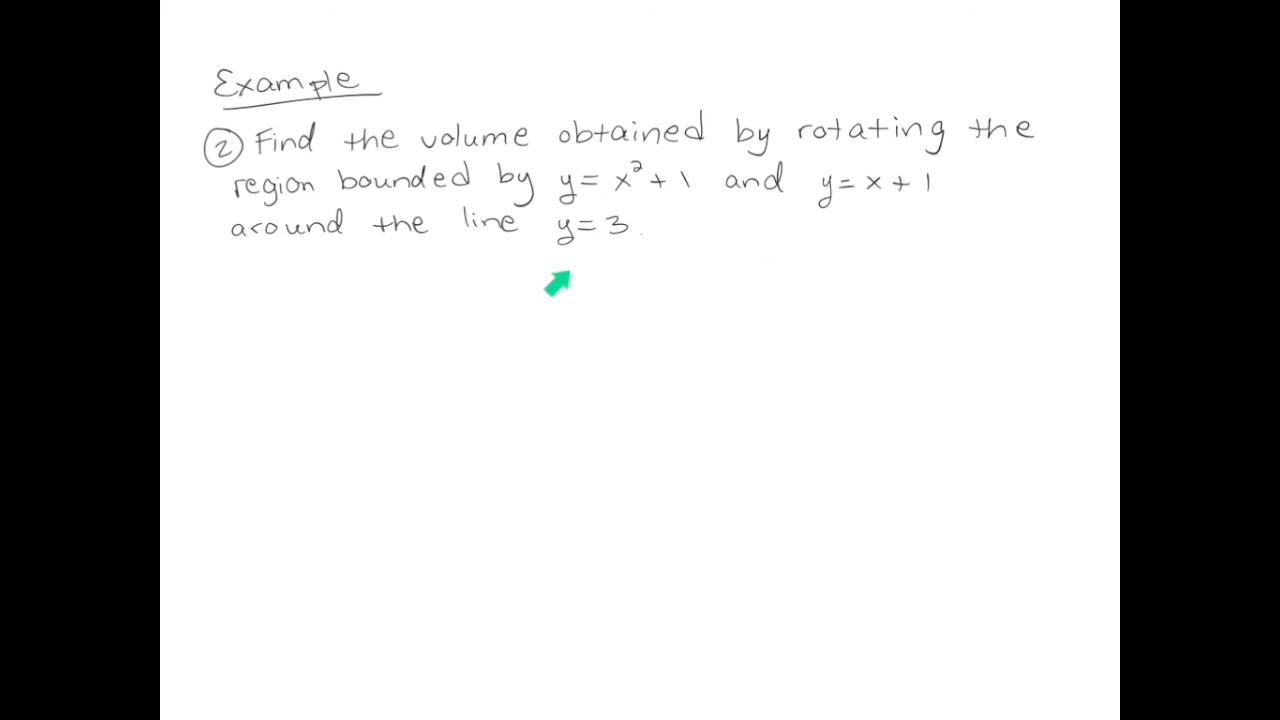 Example
② Find the volume obtained by rotating the
region bounded by y = x² + 1 and y = x + 1
around the line y = 3.